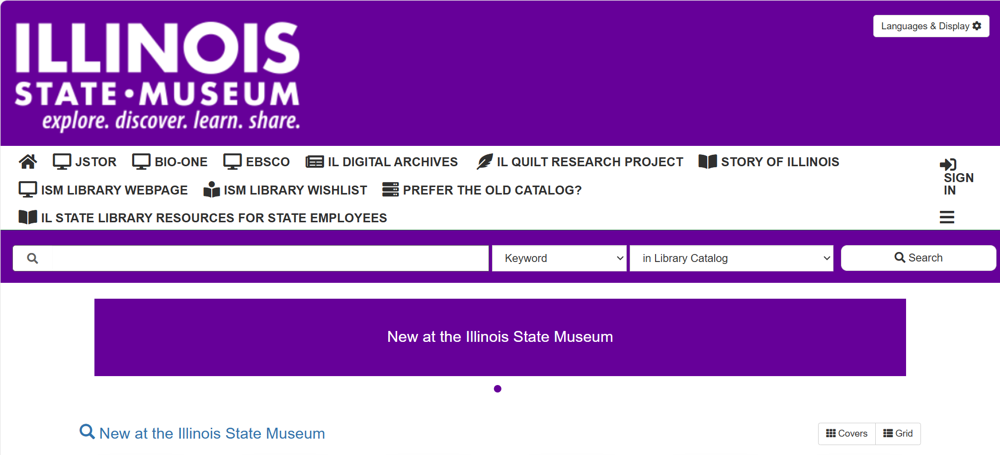 ILLINOIS
STATE • MUSEUM
explore. discover. learn. share.
Languages & Display
JSTOR BIO-ONE EBSCO IL DIGITAL ARCHIVES IL QUILT RESEARCH PROJECT STORY OF ILLINOIS
ISM LIBRARY WEBPAGE ISM LIBRARY WISHLIST PREFER THE OLD CATALOG?
IL STATE LIBRARY RESOURCES FOR STATE EMPLOYEES
SIGN
IN
Keyword in Library Catalog Search
New at the Illinois State Museum
New at the Illinois State Museum
Covers Grid